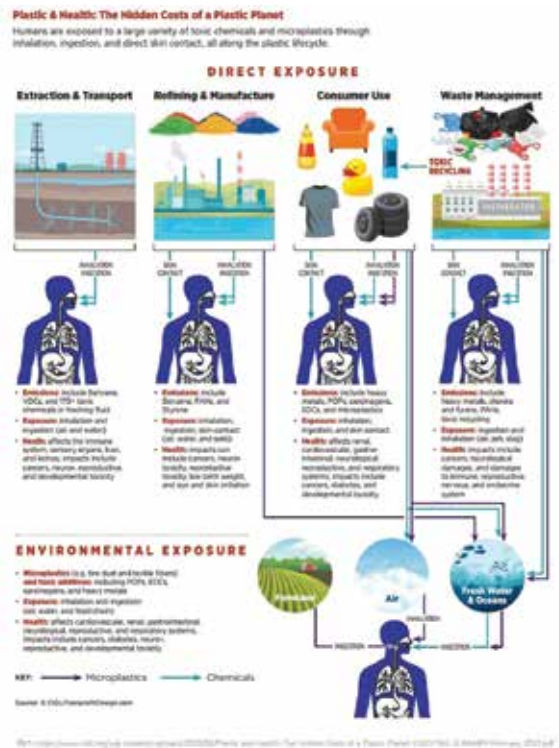 Plastic & Health: The Hidden Costs of a Plastic Planet
Humans are exposed to a large variety of toxic chemicals and microplastics through
inhalation, ingestion, and direct skin contact, all along the plastic lifecycle.
DIRECT EXPOSURE
Extraction & Transport
Refining & Manufacture
Consumer Use
Waste Management
TOXIC
RECYCLING
INCINERATOR
INHALATION
INGESTION
SKIN
CONTACT
INHALATION
INGESTION
SKIN
CONTACT
INHALATION
INGESTION
SKIN
CONTACT
INHALATION
INGESTION
• Emissions: include Benzene,
VOCs, and 170+ toxic
chemicals in fracking fluid
• Exposure: inhalation and
ingestion (air and water)
• Health: affects the immune
system, sensory organs, liver,
and kidney, impacts include
cancers, neuro-, reproductive,
and developmental toxicity
• Emissions: include
Benzene, PAHs, and
Styrene
• Exposure: inhalation,
ingestion, skin contact
(air, water, and soils)
• Health: impacts can
include cancers, neuro-
toxicity, reproductive
toxicity, low birth weight,
and eye and skin irritation
• Emissions: include heavy
metals, POPs, carcinogens,
EDCs, and microplastics
• Exposure: inhalation,
ingestion, and skin contact
• Health: affects renal,
cardiovascular, gastro-
intestinal, neurological,
reproductive, and respiratory
systems; impacts include
cancers, diabetes, and
developmental toxicity
• Emissions: include
heavy metals, dioxins
and furans, PAHs,
toxic recycling
• Exposure: ingestion and
inhalation (air, ash, slag)
• Health: impacts include
cancers, neurological
damages, and damages
to immune, reproductive,
nervous, and endocrine
system
ENVIRONMENTAL EXPOSURE
• Microplastics (e.g. tire dust and textile fibers)
and toxic additives: including POPs, EDCs,
carcinogens, and heavy metals
• Exposure: inhalation and ingestion
(air, water, and food chain)
• Health: affects cardiovascular, renal, gastrointestinal,
neurological, reproductive, and respiratory systems.
Impacts include cancers, diabetes, neuro-,
reproductive, and developmental toxicity
Farmland
Air
Fresh Water
& Oceans
INHALATION
INGESTION
INGESTION
KEY:
Microplastics
Chemicals